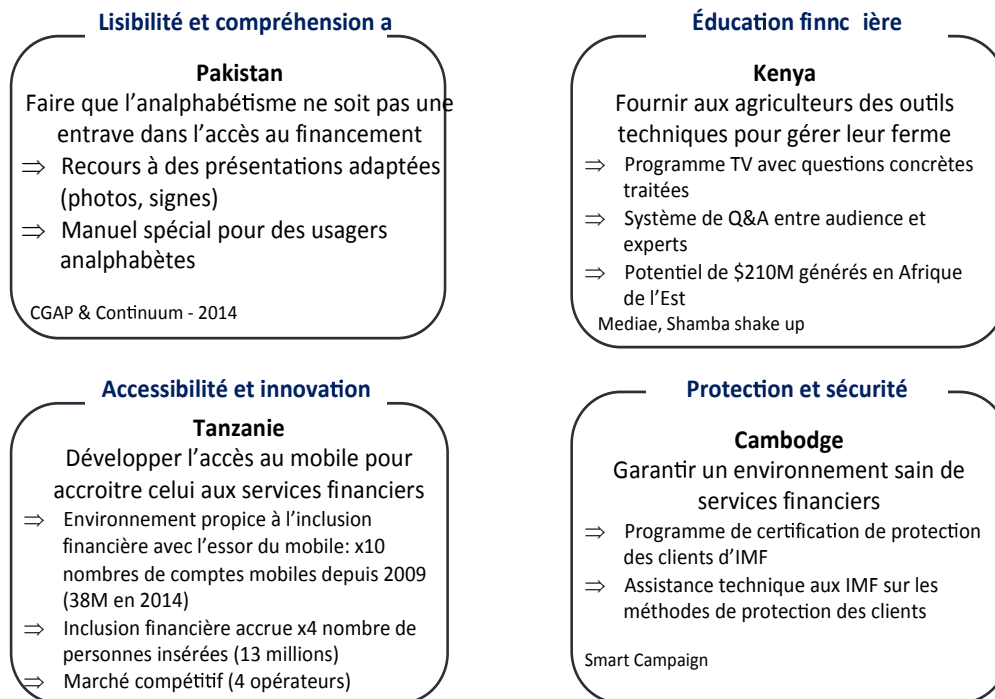 Lisibilité et compréhension a
Pakistan
Faire que l’analphabétisme ne soit pas une
entrave dans l’accès au financement
⇒ Recours à des présentations adaptées
(photos, signes)
⇒ Manuel spécial pour des usagers
analphabètes
CGAP & Continuum - 2014
Éducation finnc ière
Kenya
Fournir aux agriculteurs des outils
techniques pour gérer leur ferme
⇒ Programme TV avec questions concrètes
traitées
⇒ Système de Q&A entre audience et
experts
⇒ Potentiel de $210M générés en Afrique
de l’Est
Mediae, Shamba shake up
Accessibilité et innovation
Tanzanie
Développer l’accès au mobile pour
accroitre celui aux services financiers
⇒ Environnement propice à l’inclusion
financière avec l’essor du mobile: x10
nombres de comptes mobiles depuis 2009
(38M en 2014)
⇒ Inclusion financière accrue x4 nombre de
personnes insérées (13 millions)
⇒ Marché compétitif (4 opérateurs)
Protection et sécurité
Cambodge
Garantir un environnement sain de
services financiers
⇒ Programme de certification de protection
des clients d’IMF
⇒ Assistance technique aux IMF sur les
méthodes de protection des clients
Smart Campaign